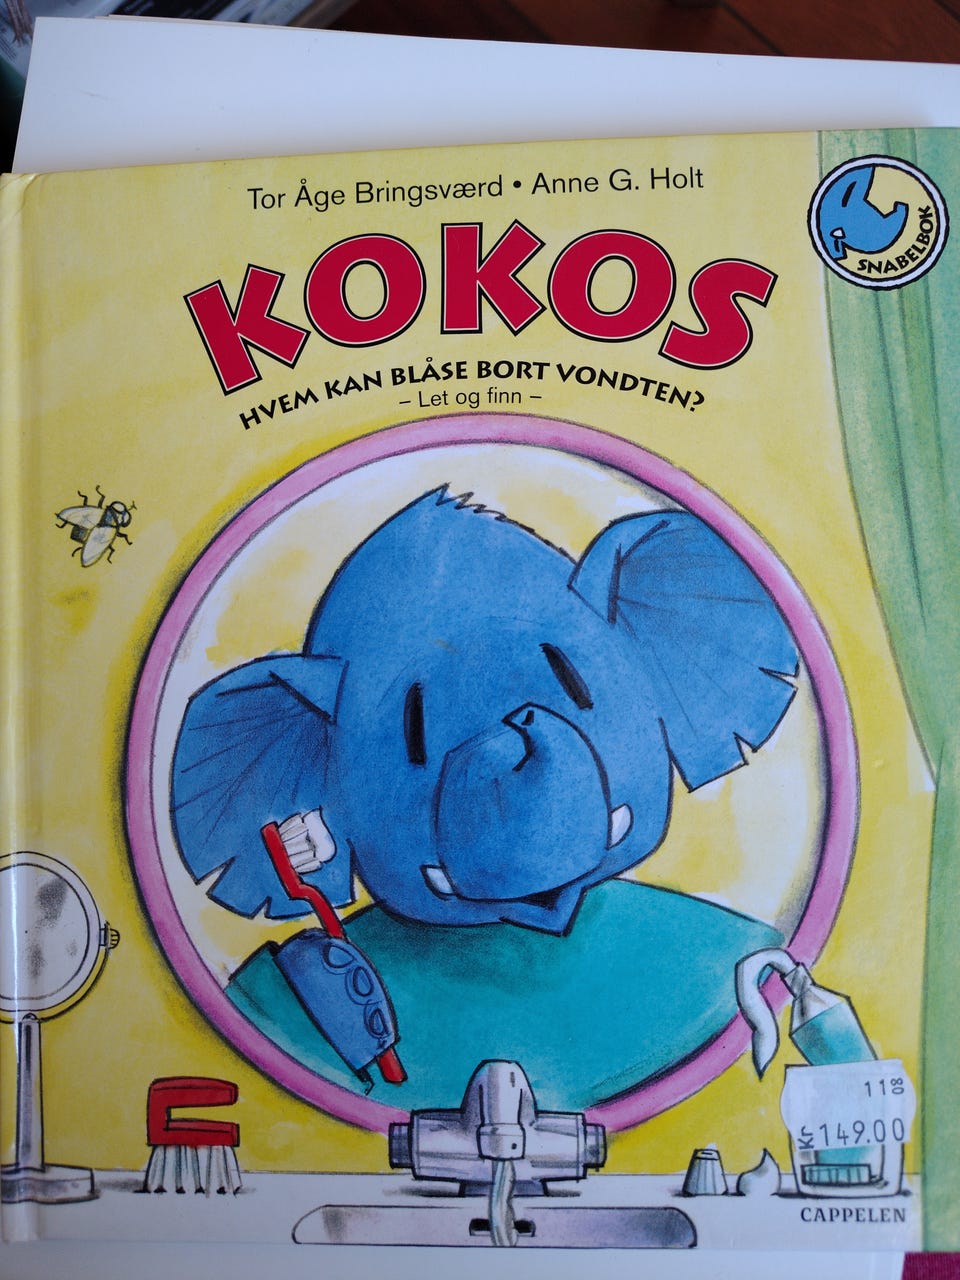 Tor Åge Bringsværd • Anne G. Holt
SNABELBOK
KOKOS
HVEM KAN BLÅSE BORT VONDTEN?
– Let og finn –
11 08
Kr 149.00
CAPPELEN